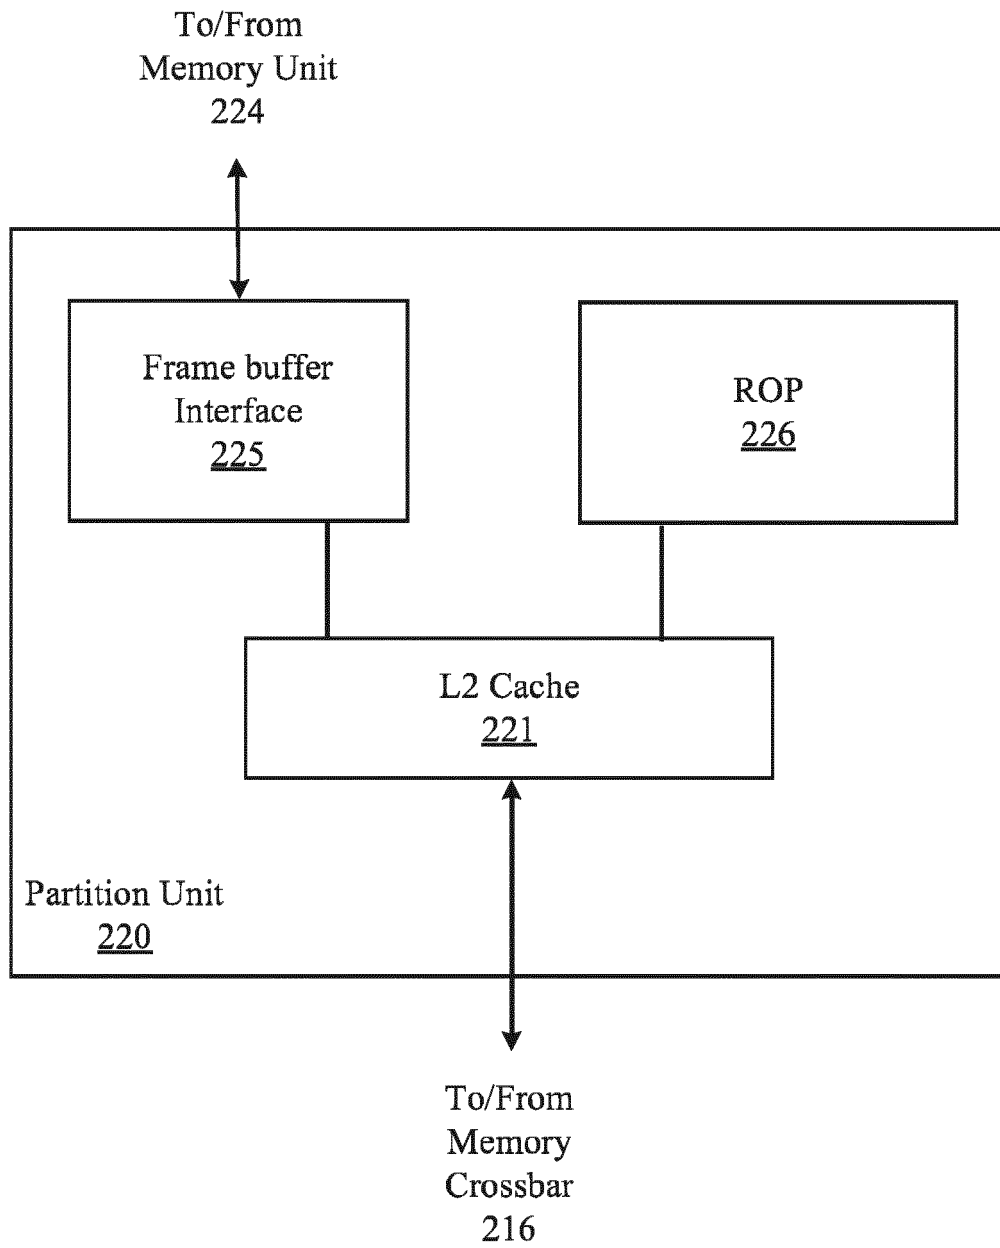 To/From
Memory Unit
224
Frame buffer
Interface
225
ROP
226
L2 Cache
221
Partition Unit
220
To/From
Memory
Crossbar
216